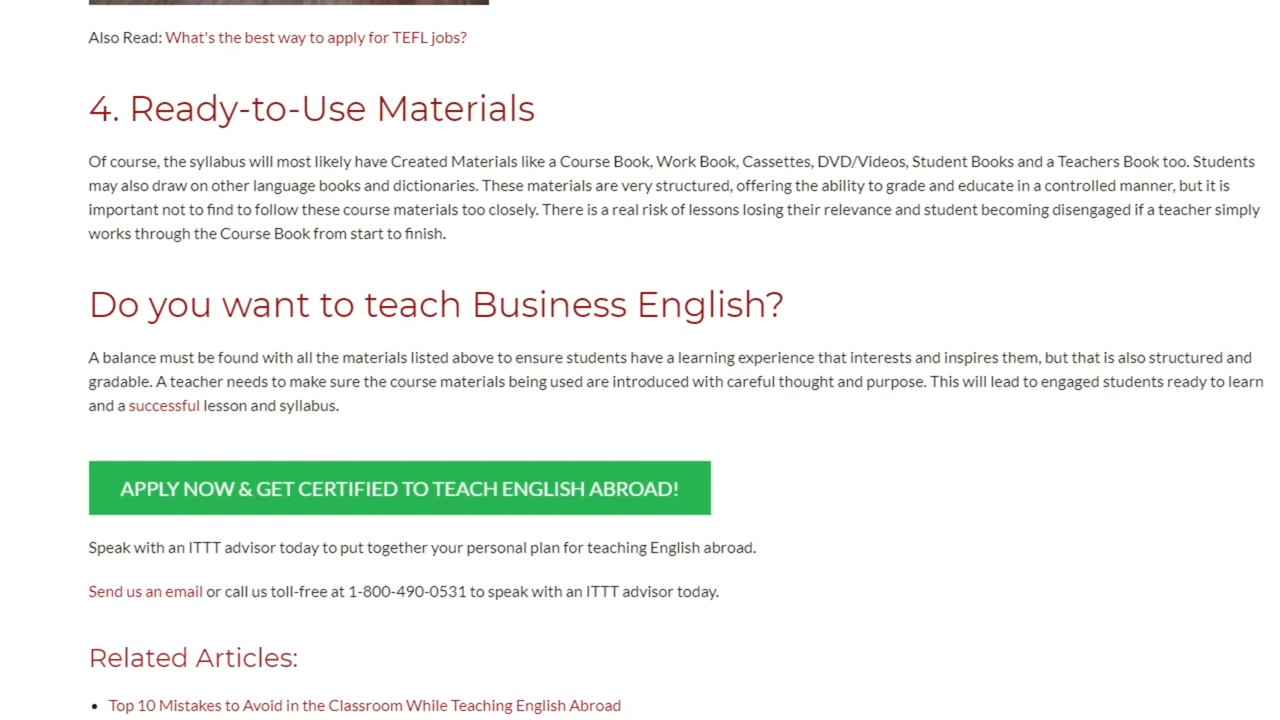 Also Read: What's the best way to apply for TEFL jobs?
4. Ready-to-Use Materials
Of course, the syllabus will most likely have Created Materials like a Course Book, Work Book, Cassettes, DVD/Videos, Student Books and a Teachers Book too. Students
may also draw on other language books and dictionaries. These materials are very structured, offering the ability to grade and educate in a controlled manner, but it is
important not to find to follow these course materials too closely. There is a real risk of lessons losing their relevance and student becoming disengaged if a teacher simply
works through the Course Book from start to finish.
Do you want to teach Business English?
A balance must be found with all the materials listed above to ensure students have a learning experience that interests and inspires them, but that is also structured and
gradable. A teacher needs to make sure the course materials being used are introduced with careful thought and purpose. This will lead to engaged students ready to learn
and a successful lesson and syllabus.
APPLY NOW & GET CERTIFIED TO TEACH ENGLISH ABROAD!
Speak with an ITTT advisor today to put together your personal plan for teaching English abroad.
Send us an email or call us toll-free at 1-800-490-0531 to speak with an ITTT advisor today.
Related Articles:
• Top 10 Mistakes to Avoid in the Classroom While Teaching English Abroad